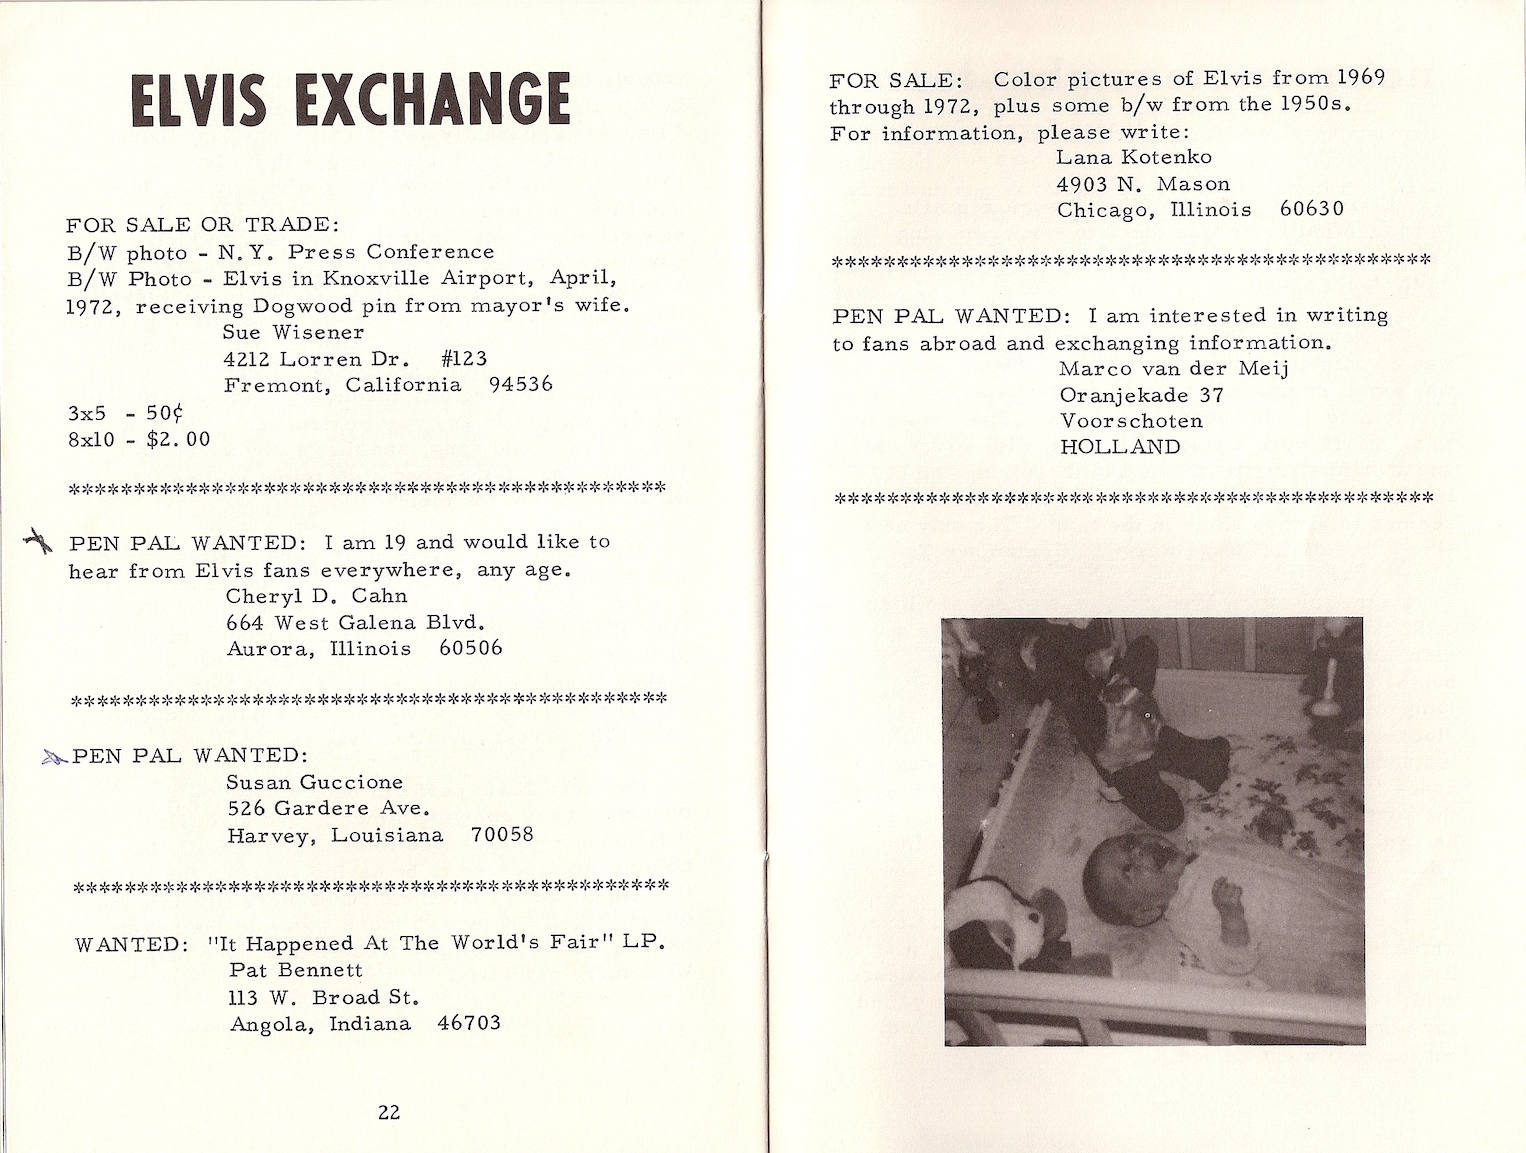 ELVIS EXCHANGE
FOR SALE OR TRADE:
B/W photo - N.Y. Press Conference
B/W Photo - Elvis in Knoxville Airport, April,
1972, receiving Dogwood pin from mayor's wife.
Sue Wisener
4212 Lorren Dr. #123
Fremont, California 94536
3x5 - 50¢
8x10 - $2.00
**********************************************
PEN PAL WANTED: I am 19 and would like to
hear from Elvis fans everywhere, any age.
Cheryl D. Cahn
664 West Galena Blvd.
Aurora, Illinois 60506
**********************************************
PEN PAL WANTED:
Susan Guccione
526 Gardere Ave.
Harvey, Louisiana 70058
**********************************************
WANTED: "It Happened At The World's Fair" LP.
Pat Bennett
113 W. Broad St.
Angola, Indiana 46703
22
FOR SALE: Color pictures of Elvis from 1969
through 1972, plus some b/w from the 1950s.
For information, please write:
Lana Kotenko
4903 N. Mason
Chicago, Illinois 60630
**********************************************
PEN PAL WANTED: I am interested in writing
to fans abroad and exchanging information.
Marco van der Meij
Oranjekade 37
Voorschoten
HOLLAND
**********************************************